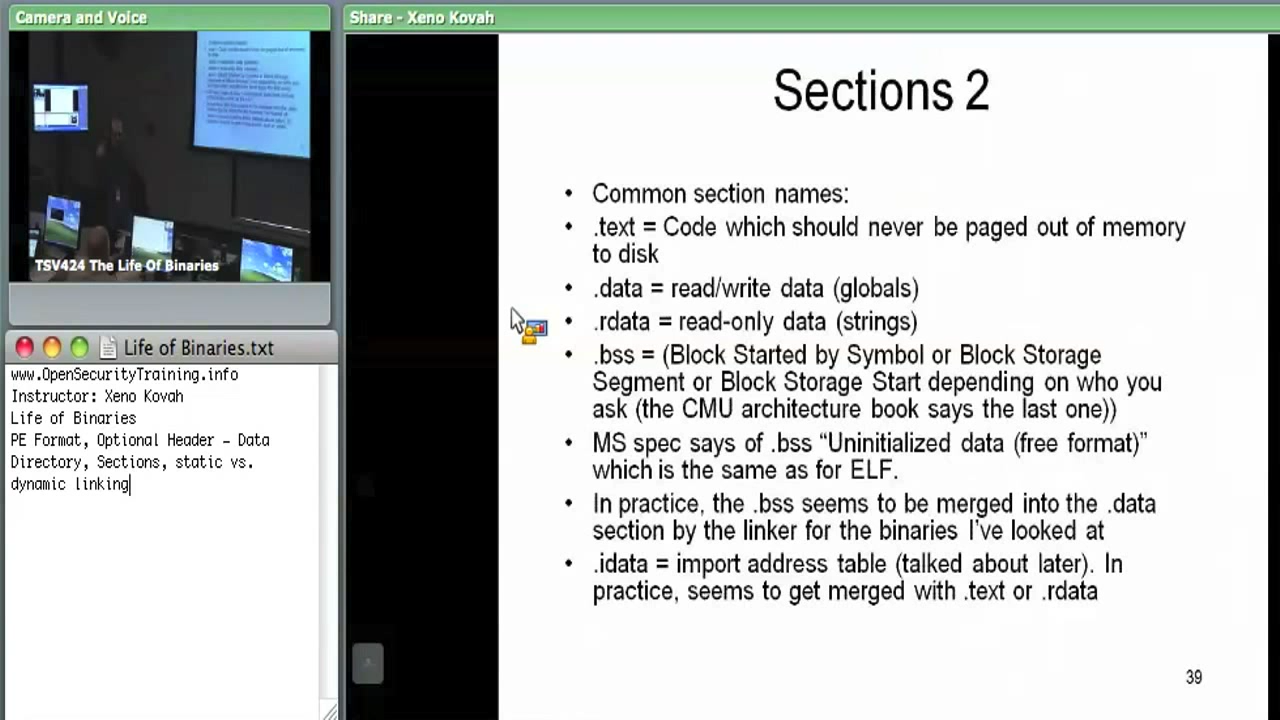 Camera and Voice
TSV424 The Life Of Binaries
Life of Binaries.txt
www.OpenSecurityTraining.info
Instructor: Xeno Kovah
Life of Binaries
PE Format, Optional Header – Data
Directory, Sections, static vs.
dynamic linking
Share - Xeno Kovah
Sections 2
• Common section names:
• .text = Code which should never be paged out of memory
to disk
• .data = read/write data (globals)
• .rdata = read-only data (strings)
• .bss = (Block Started by Symbol or Block Storage
Segment or Block Storage Start depending on who you
ask (the CMU architecture book says the last one))
• MS spec says of .bss “Uninitialized data (free format)”
which is the same as for ELF.
• In practice, the .bss seems to be merged into the .data
section by the linker for the binaries I’ve looked at
• .idata = import address table (talked about later). In
practice, seems to get merged with .text or .rdata
39